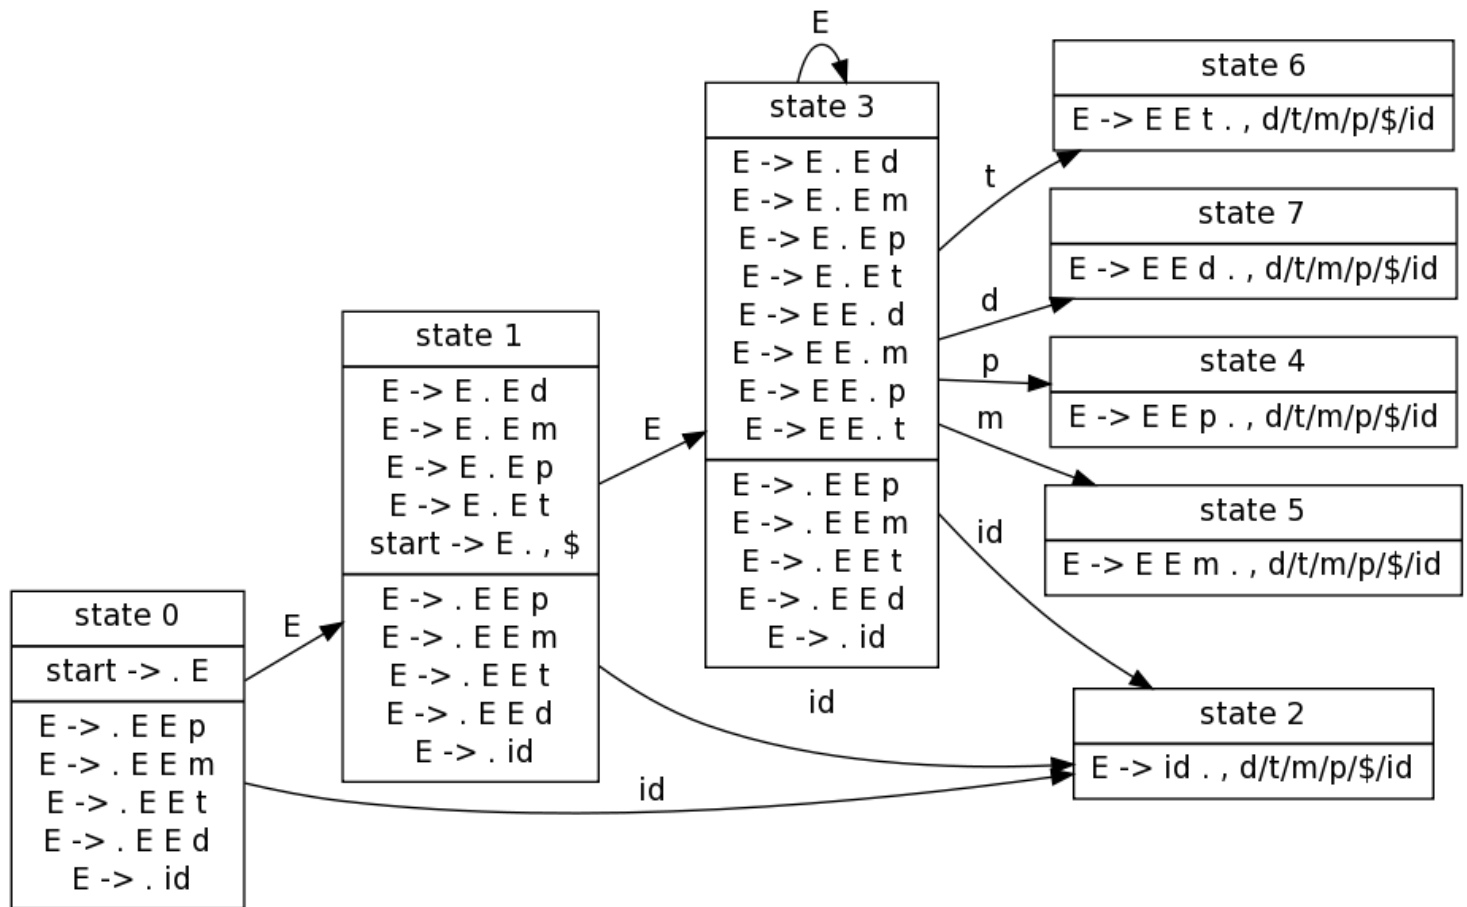 state 0
start -> . E
E -> . E E p
E -> . E E m
E -> . E E t
E -> . E E d
E -> . id
E
id
state 1
E -> E . E d
E -> E . E m
E -> E . E p
E -> E . E t
start -> E . , $
E -> . E E p
E -> . E E m
E -> . E E t
E -> . E E d
E -> . id
E
id
E
state 3
E -> E . E d
E -> E . E m
E -> E . E p
E -> E . E t
E -> E E . d
E -> E E . m
E -> E E . p
E -> E E . t
E -> . E E p
E -> . E E m
E -> . E E t
E -> . E E d
E -> . id
t
d
p
m
id
state 6
E -> E E t . , d/t/m/p/$/id
state 7
E -> E E d . , d/t/m/p/$/id
state 4
E -> E E p . , d/t/m/p/$/id
state 5
E -> E E m . , d/t/m/p/$/id
state 2
E -> id . , d/t/m/p/$/id